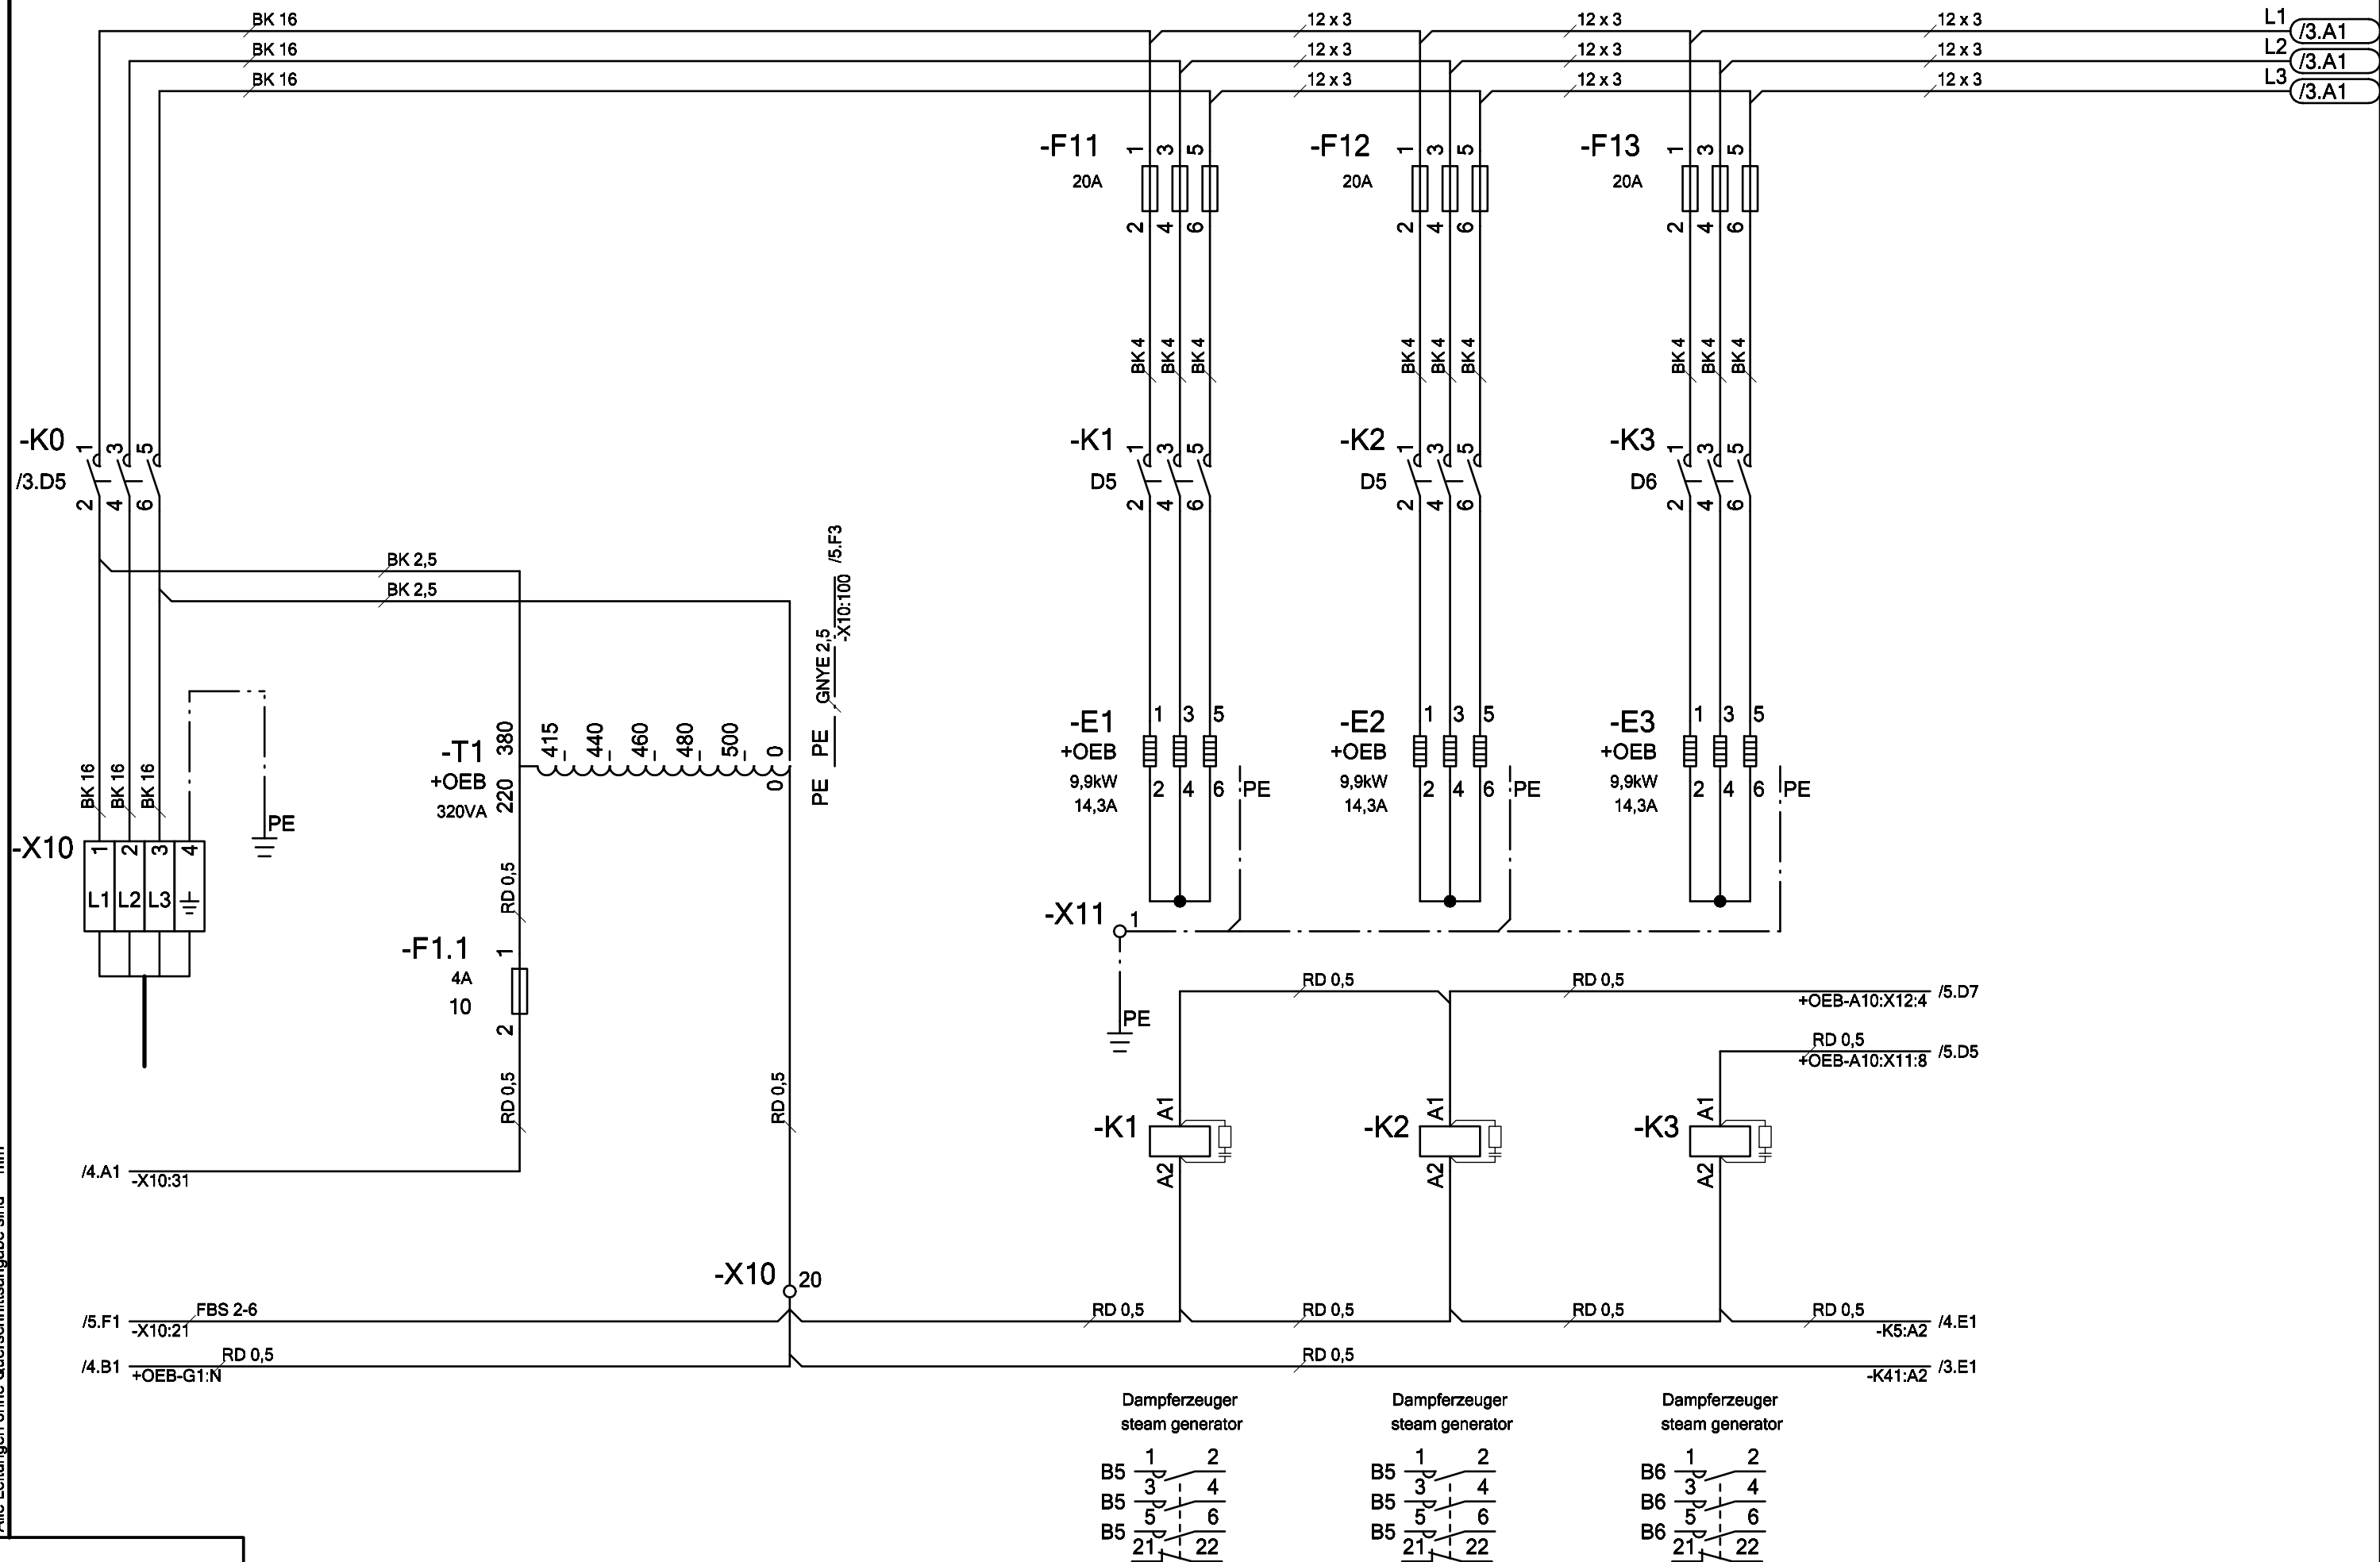 BK 16 12 x 3 12 x 3 12 x 3 L1 /3.A1
BK 16 12 x 3 12 x 3 12 x 3 L2 /3.A1
BK 16 12 x 3 12 x 3 12 x 3 L3 /3.A1
-F11 1 3 5 -F12 1 3 5 -F13 1 3 5
20A 20A 20A
2 4 6 2 4 6 2 4 6
BK 4 BK 4 BK 4 BK 4 BK 4 BK 4 BK 4 BK 4 BK 4
-K0 1 3 5 -K1 1 3 5 -K2 1 3 5 -K3 1 3 5
/3.D5 D5 D5 D6
2 4 6 2 4 6 2 4 6 2 4 6
BK 2,5
BK 2,5
/5.F3
-X10:100
GNYE 2,5
-T1 380 415 440 460 480 500 0 PE
+OEB
320VA
220 0 PE
-E1 1 3 5 -E2 1 3 5 -E3 1 3 5
+OEB +OEB +OEB
9,9kW 2 4 6 PE 9,9kW 2 4 6 PE 9,9kW 2 4 6 PE
14,3A 14,3A 14,3A
BK 16 BK 16 BK 16
PE
-X10 1 2 3 4
L1 L2 L3
RD 0,5
-X11 1
-F1.1 1
4A
10
2
PE
RD 0,5 RD 0,5 +OEB-A10:X12:4 /5.D7
RD 0,5 +OEB-A10:X11:8 /5.D5
RD 0,5 RD 0,5
-K1 A1 -K2 A1 -K3 A1
A2 A2 A2
/4.A1 -X10:31
-X10 20
/5.F1 -X10:21 FBS 2-6 RD 0,5 RD 0,5 RD 0,5 RD 0,5 -K5:A2 /4.E1
/4.B1 +OEB-G1:N RD 0,5 RD 0,5 -K41:A2 /3.E1
Dampferzeuger Dampferzeuger Dampferzeuger
steam generator steam generator steam generator
B5 1 2 B5 1 2 B6 1 2
B5 3 4 B5 3 4 B6 3 4
B5 5 6 B5 5 6 B6 5 6
21 22 21 22 21 22